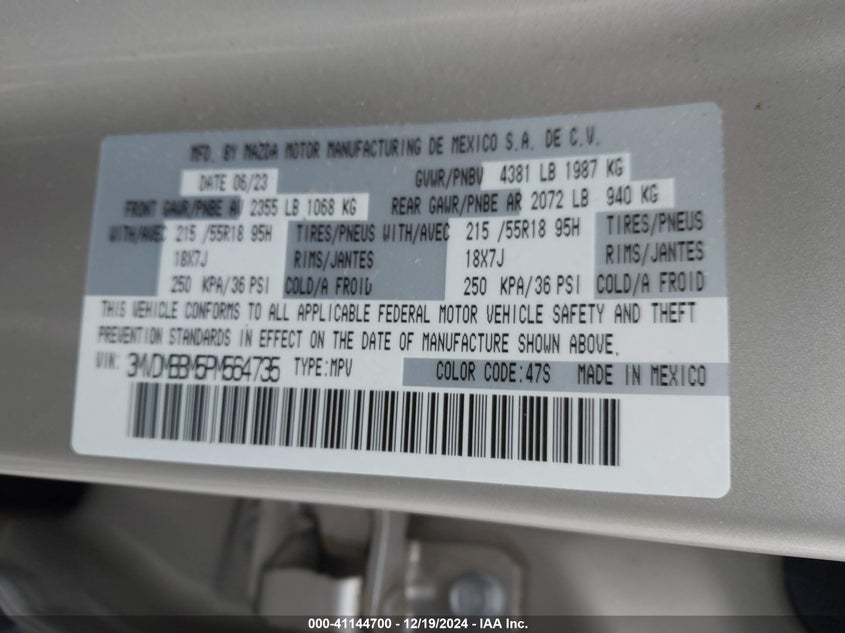 MFD. BY MAZDA MOTOR MANUFACTURING DE MEXICO S.A. DE C.V.
DATE 06/23 GVWR/PNBV 4381 LB 1987 KG
FRONT GAWR/PNBE AV 2355 LB 1068 KG REAR GAWR/PNBE AR 2072 LB 940 KG
WITH/AVEC 215 /55R18 95H TIRES/PNEUS WITH/AVEC 215 /55R18 95H TIRES/PNEUS
18X7J RIMS/JANTES 18X7J RIMS/JANTES
250 KPA/36 PSI COLD/A FROID 250 KPA/36 PSI COLD/A FROID
THIS VEHICLE CONFORMS TO ALL APPLICABLE FEDERAL MOTOR VEHICLE SAFETY AND THEFT
PREVENTION STANDARDS IN EFFECT ON THE DATE OF MANUFACTURE SHOWN ABOVE.
VIN: 3MVDMBBM5PM564735 TYPE:MPV COLOR CODE:47S MADE IN MEXICO
000-41144700 - 12/19/2024 - IAA Inc.